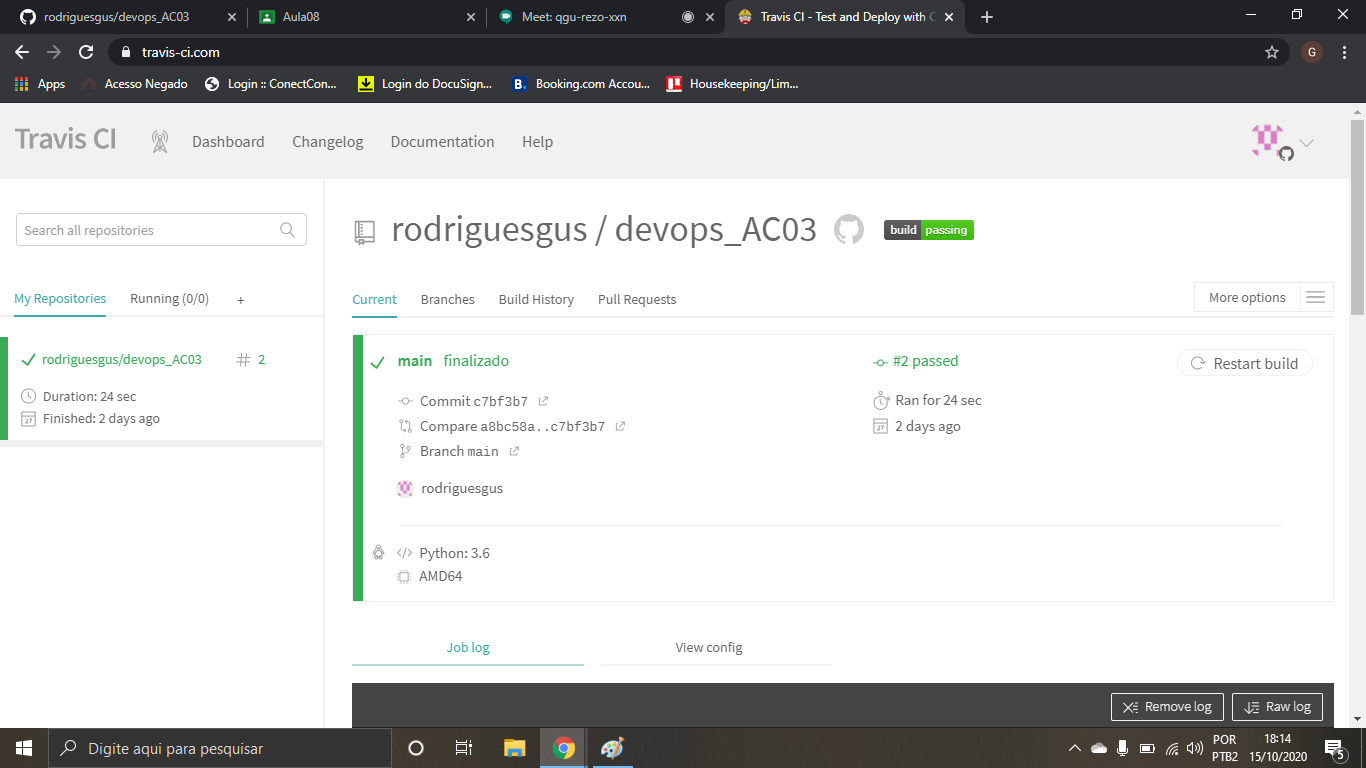 rodriguesgus/devops_AC03
Aula08
Meet: qgu-rezo-xxn
Travis CI - Test and Deploy with C
travis-ci.com
G
Apps
Acesso Negado
Login :: ConectCon...
Login do DocuSign...
B.
Booking.com Accou...
Housekeeping/Lim...
Travis CI
Dashboard
Changelog
Documentation
Help
Search all repositories
My Repositories
Running (0/0)
+
rodriguesgus/devops_AC03
# 2
Duration: 24 sec
Finished: 2 days ago
rodriguesgus / devops_AC03
build passing
Current
Branches
Build History
Pull Requests
More options
main finalizado
Commit c7bf3b7
Compare a8bc58a..c7bf3b7
Branch main
rodriguesgus
#2 passed
Ran for 24 sec
2 days ago
Restart build
Python: 3.6
AMD64
Job log
View config
Remove log
Raw log
Digite aqui para pesquisar
POR
PTB2
18:14
15/10/2020
5